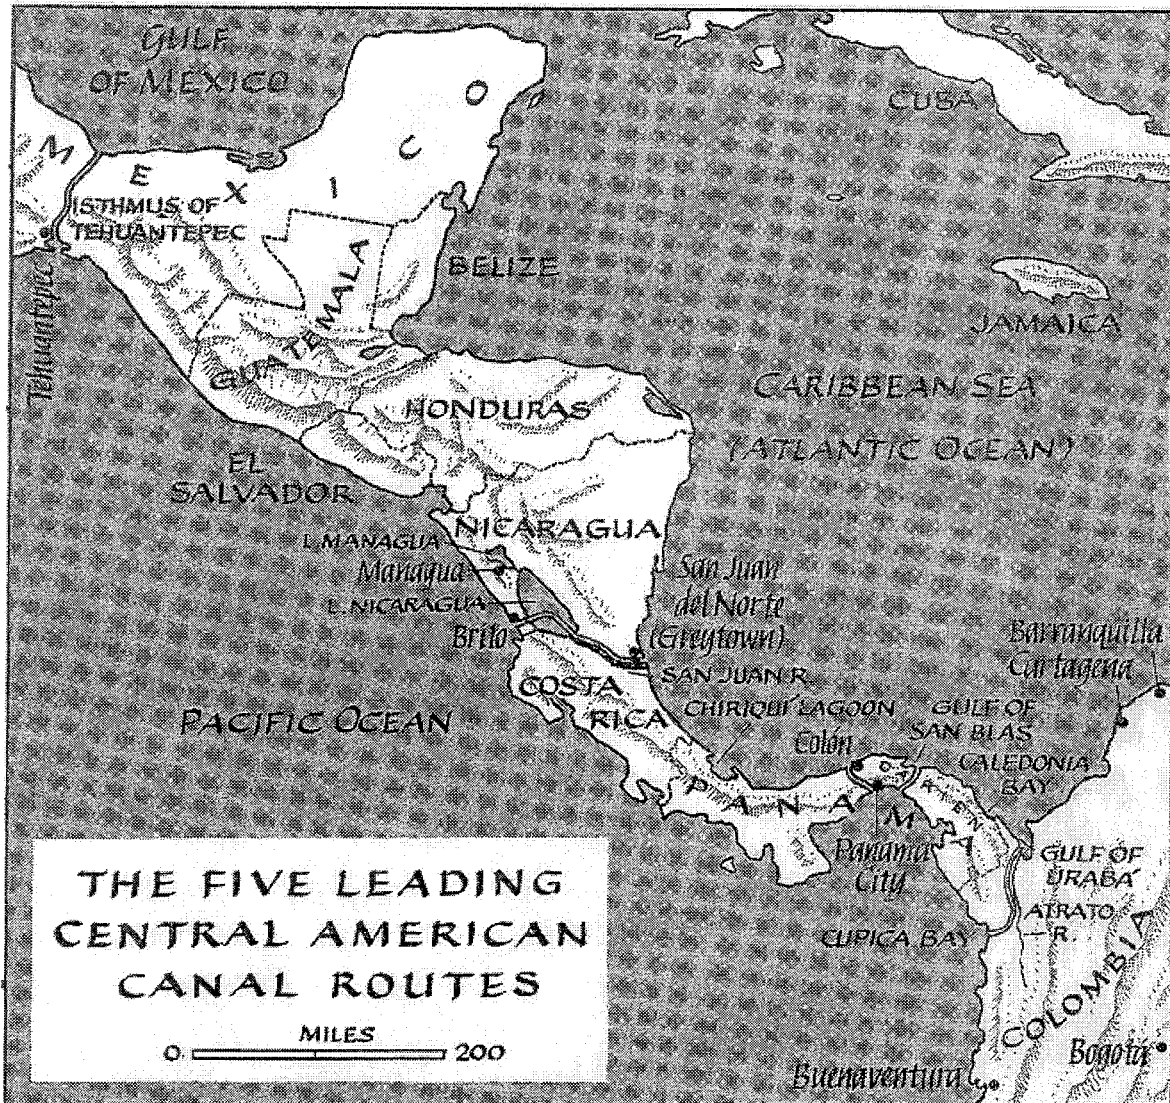 GULF
OF MEXICO
CUBA
MEXICO
ISTHMUS OF
TEHUANTEPEC
Tehuantepec
GUATEMALA
BELIZE
JAMAICA
CARIBBEAN SEA
(ATLANTIC OCEAN)
HONDURAS
EL
SALVADOR
NICARAGUA
L. MANAGUA
Managua
L. NICARAGUA
Brito
San Juan
del Norte
(Greytown)
SAN JUAN R.
Barranquilla
Cartagena
COSTA
RICA
PACIFIC OCEAN
CHIRIQUÍ LAGOON
Colón
GULF OF
SAN BLAS
CALEDONIA
BAY
PANAMA
DARIEN
Panama
City
GULF OF
URABÁ
ATRATO
R.
CUPICA BAY
COLOMBIA
Bogotá
Buenaventura
THE FIVE LEADING
CENTRAL AMERICAN
CANAL ROUTES
MILES
0 200